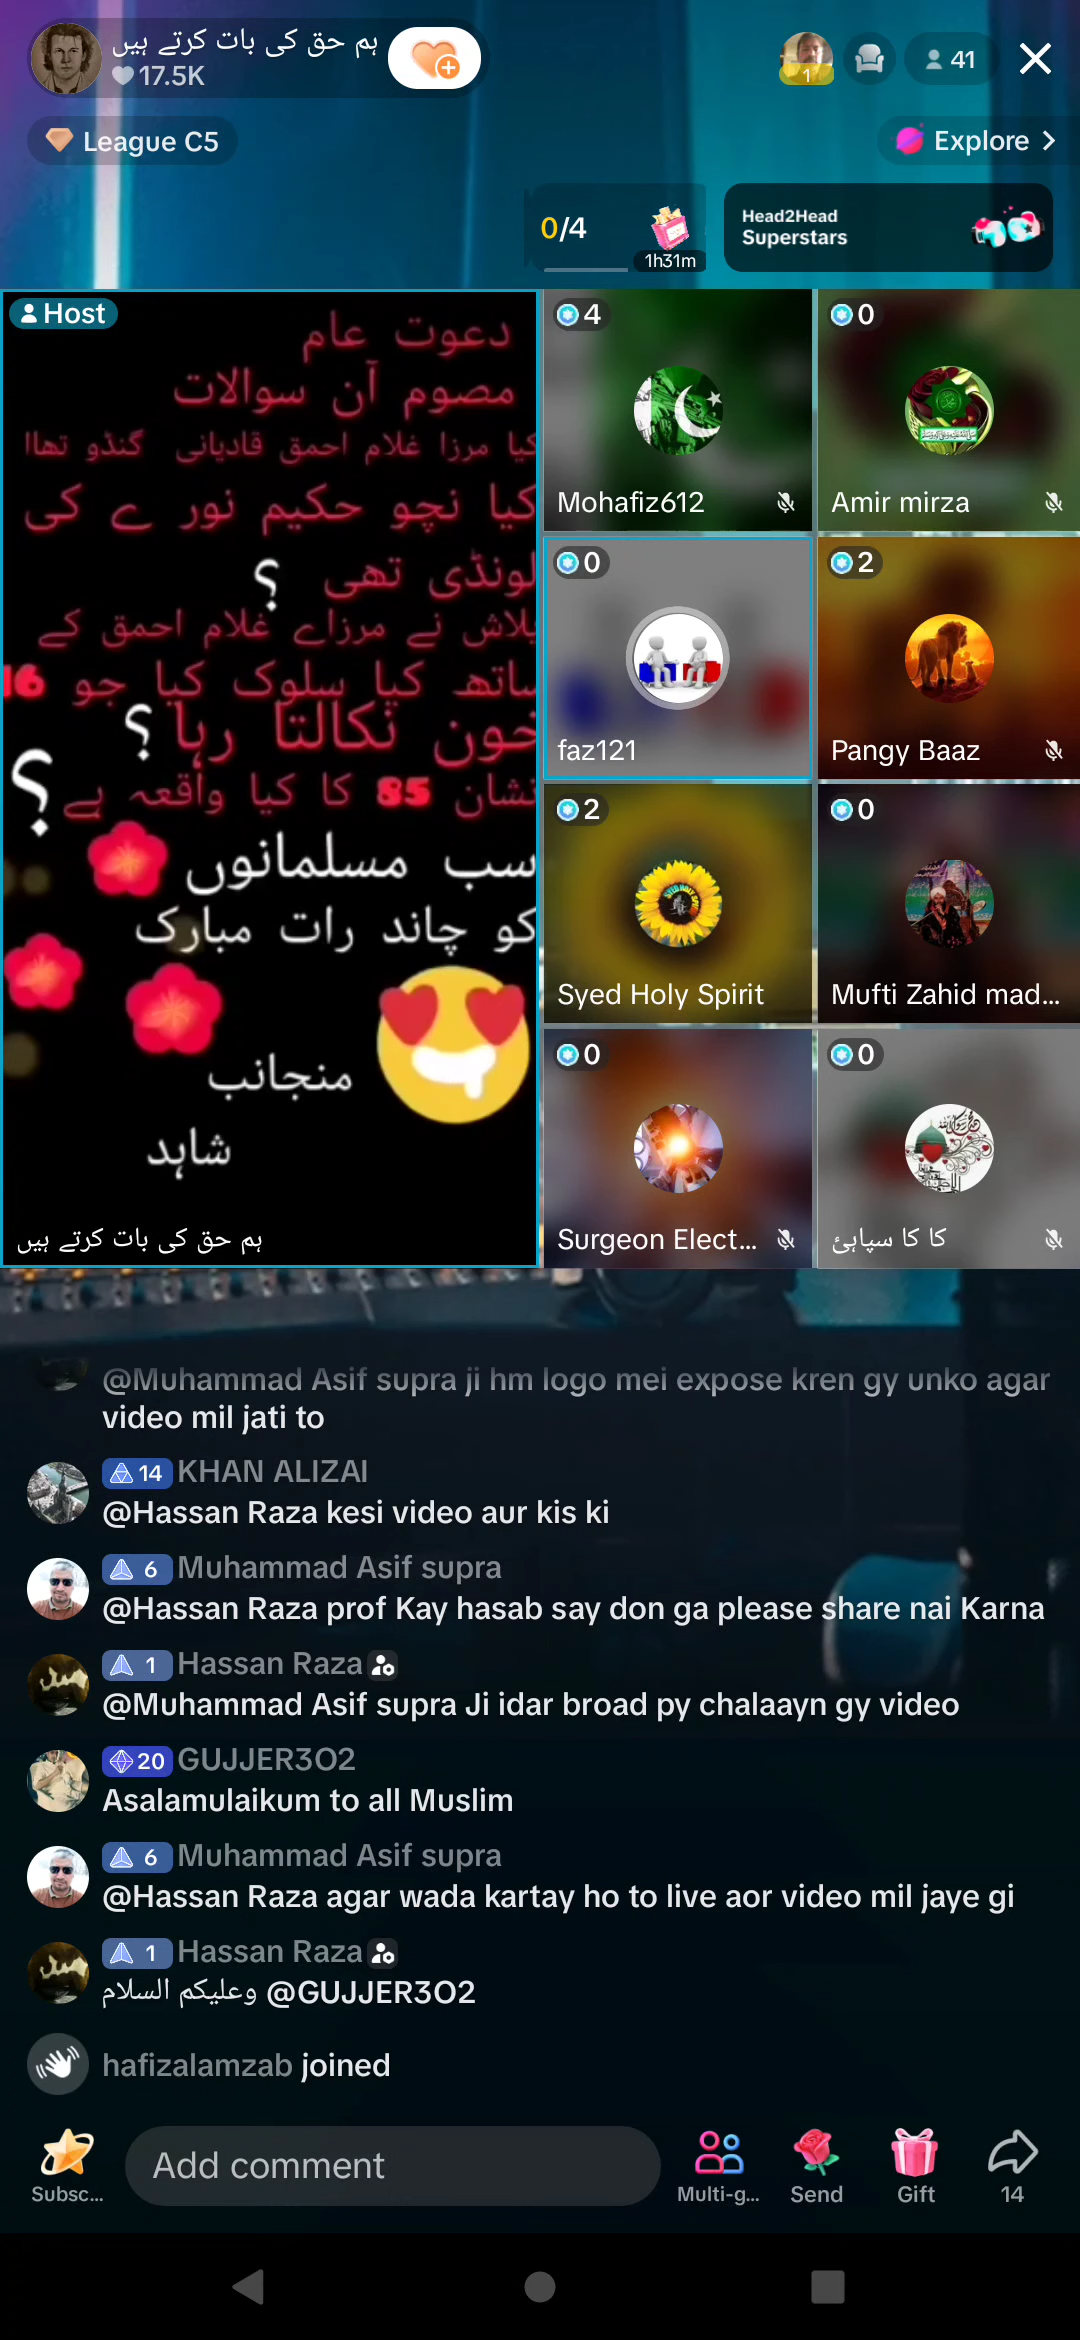 ہم حق کی بات کرتے ہیں
17.5K
1
41
League C5
Explore
0/4
1h31m
Head2Head
Superstars
Host
دعوت عام
مصوم آن سوالات
کیا مرزا غلام احمق قادیانی گنڈو تھاا
کیا نچو حکیم نور ے کی
لونڈی تھی ؟
یلاش نے مرزاے غلام احمق کے
ساتھ کیا سلوک کیا جو 16
خون نکالتا رہا ؟
نشان 85 کا کیا واقعہ ہے ؟
سب مسلمانوں
کو چاند رات مبارک
منجانب
شاہد
ہم حق کی بات کرتے ہیں
4
Mohafiz612
0
Amir mirza
0
faz121
2
Pangy Baaz
2
Syed Holy Spirit
0
Mufti Zahid mad...
0
Surgeon Elect...
0
کا کا سپاہئ
@Muhammad Asif supra ji hm logo mei expose kren gy unko agar
video mil jati to
14 KHAN ALIZAI
@Hassan Raza kesi video aur kis ki
6 Muhammad Asif supra
@Hassan Raza prof Kay hasab say don ga please share nai Karna
1 Hassan Raza
@Muhammad Asif supra Ji idar broad py chalaayn gy video
20 GUJJER3O2
Asalamulaikum to all Muslim
6 Muhammad Asif supra
@Hassan Raza agar wada kartay ho to live aor video mil jaye gi
1 Hassan Raza
وعلیکم السلام @GUJJER3O2
hafizalamzab joined
Add comment
Subsc...
Multi-g...
Send
Gift
14